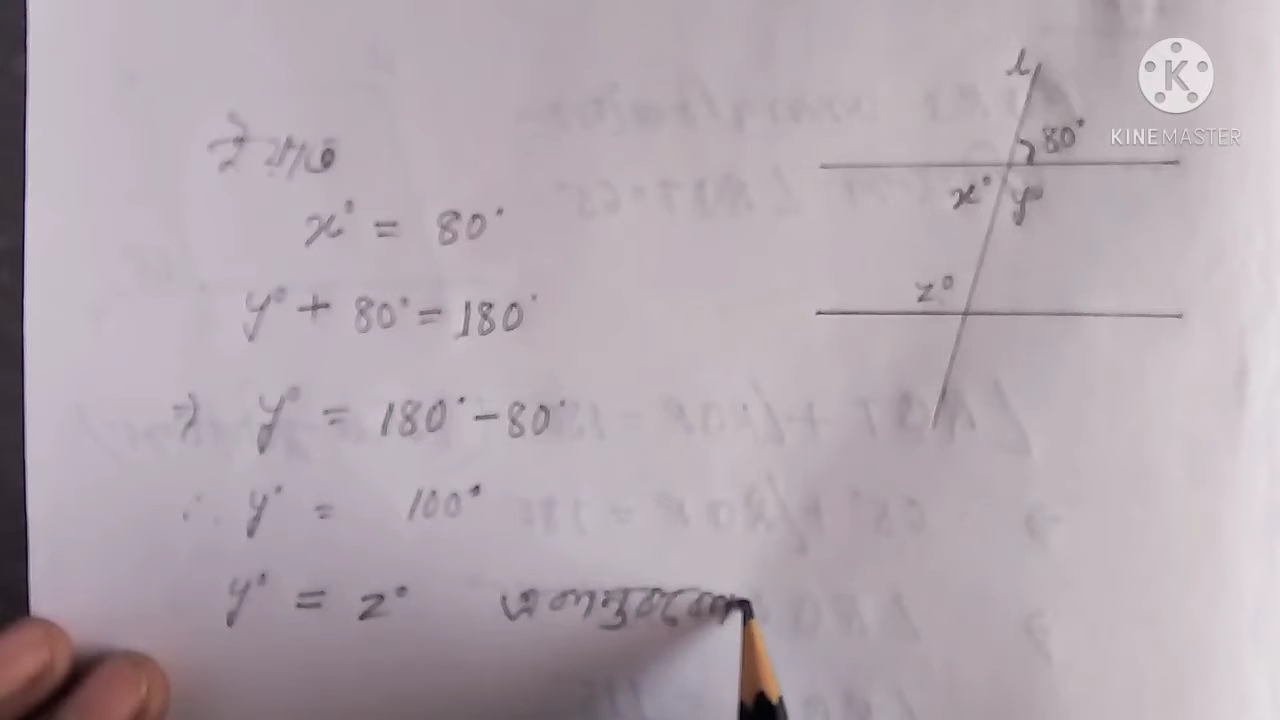 x° = 80°
y° + 80° = 180°
⇒ y° = 180° - 80°
∴ y° = 100°
y° = z°
l
80°
x° y°
z°
KINEMASTER